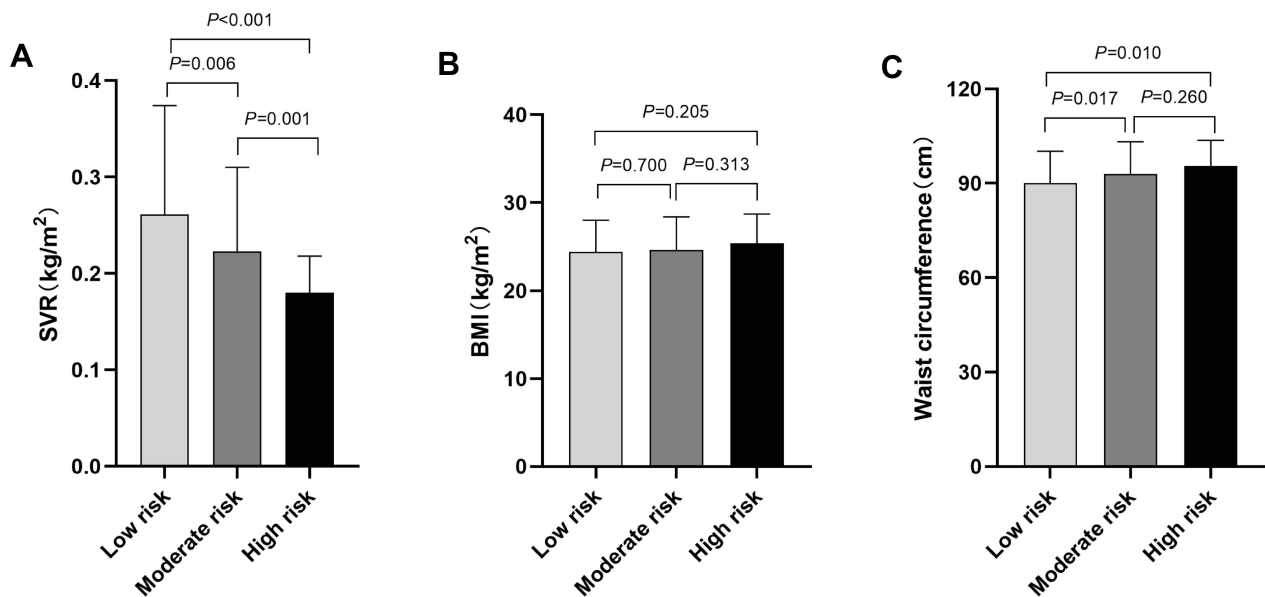 A
P<0.001
P=0.006
P=0.001
SVR(kg/m²)
0.4
0.3
0.2
0.1
0.0
Low risk
Moderate risk
High risk
B
P=0.205
P=0.700
P=0.313
BMI(kg/m²)
40
30
20
10
0
Low risk
Moderate risk
High risk
C
P=0.010
P=0.017
P=0.260
Waist circumference(cm)
120
90
60
30
0
Low risk
Moderate risk
High risk